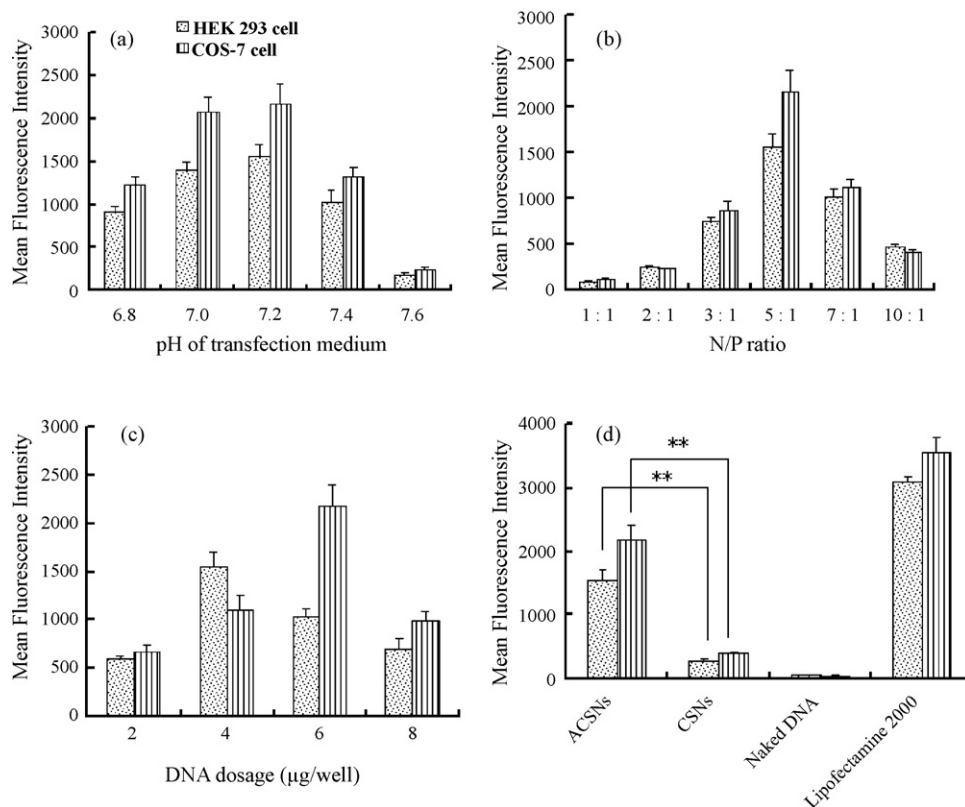 (a)
HEK 293 cell
COS-7 cell
Mean Fluorescence Intensity
3000
2500
2000
1500
1000
500
0
6.8 7.0 7.2 7.4 7.6
pH of transfection medium
(b)
Mean Fluorescence Intensity
3000
2500
2000
1500
1000
500
0
1 : 1 2 : 1 3 : 1 5 : 1 7 : 1 10 : 1
N/P ratio
(c)
Mean Fluorescence Intensity
3000
2500
2000
1500
1000
500
0
2 4 6 8
DNA dosage (µg/well)
(d)
Mean Fluorescence Intensity
4000
3000
2000
1000
0
**
**
ACSNs
CSNs
Naked DNA
Lipofectamine 2000